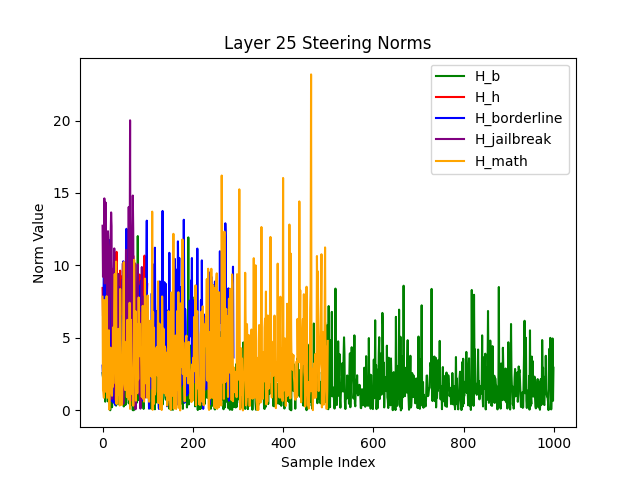 Layer 25 Steering Norms
H_b
H_h
H_borderline
H_jailbreak
H_math
Norm Value
20
15
10
5
0
0 200 400 600 800 1000
Sample Index